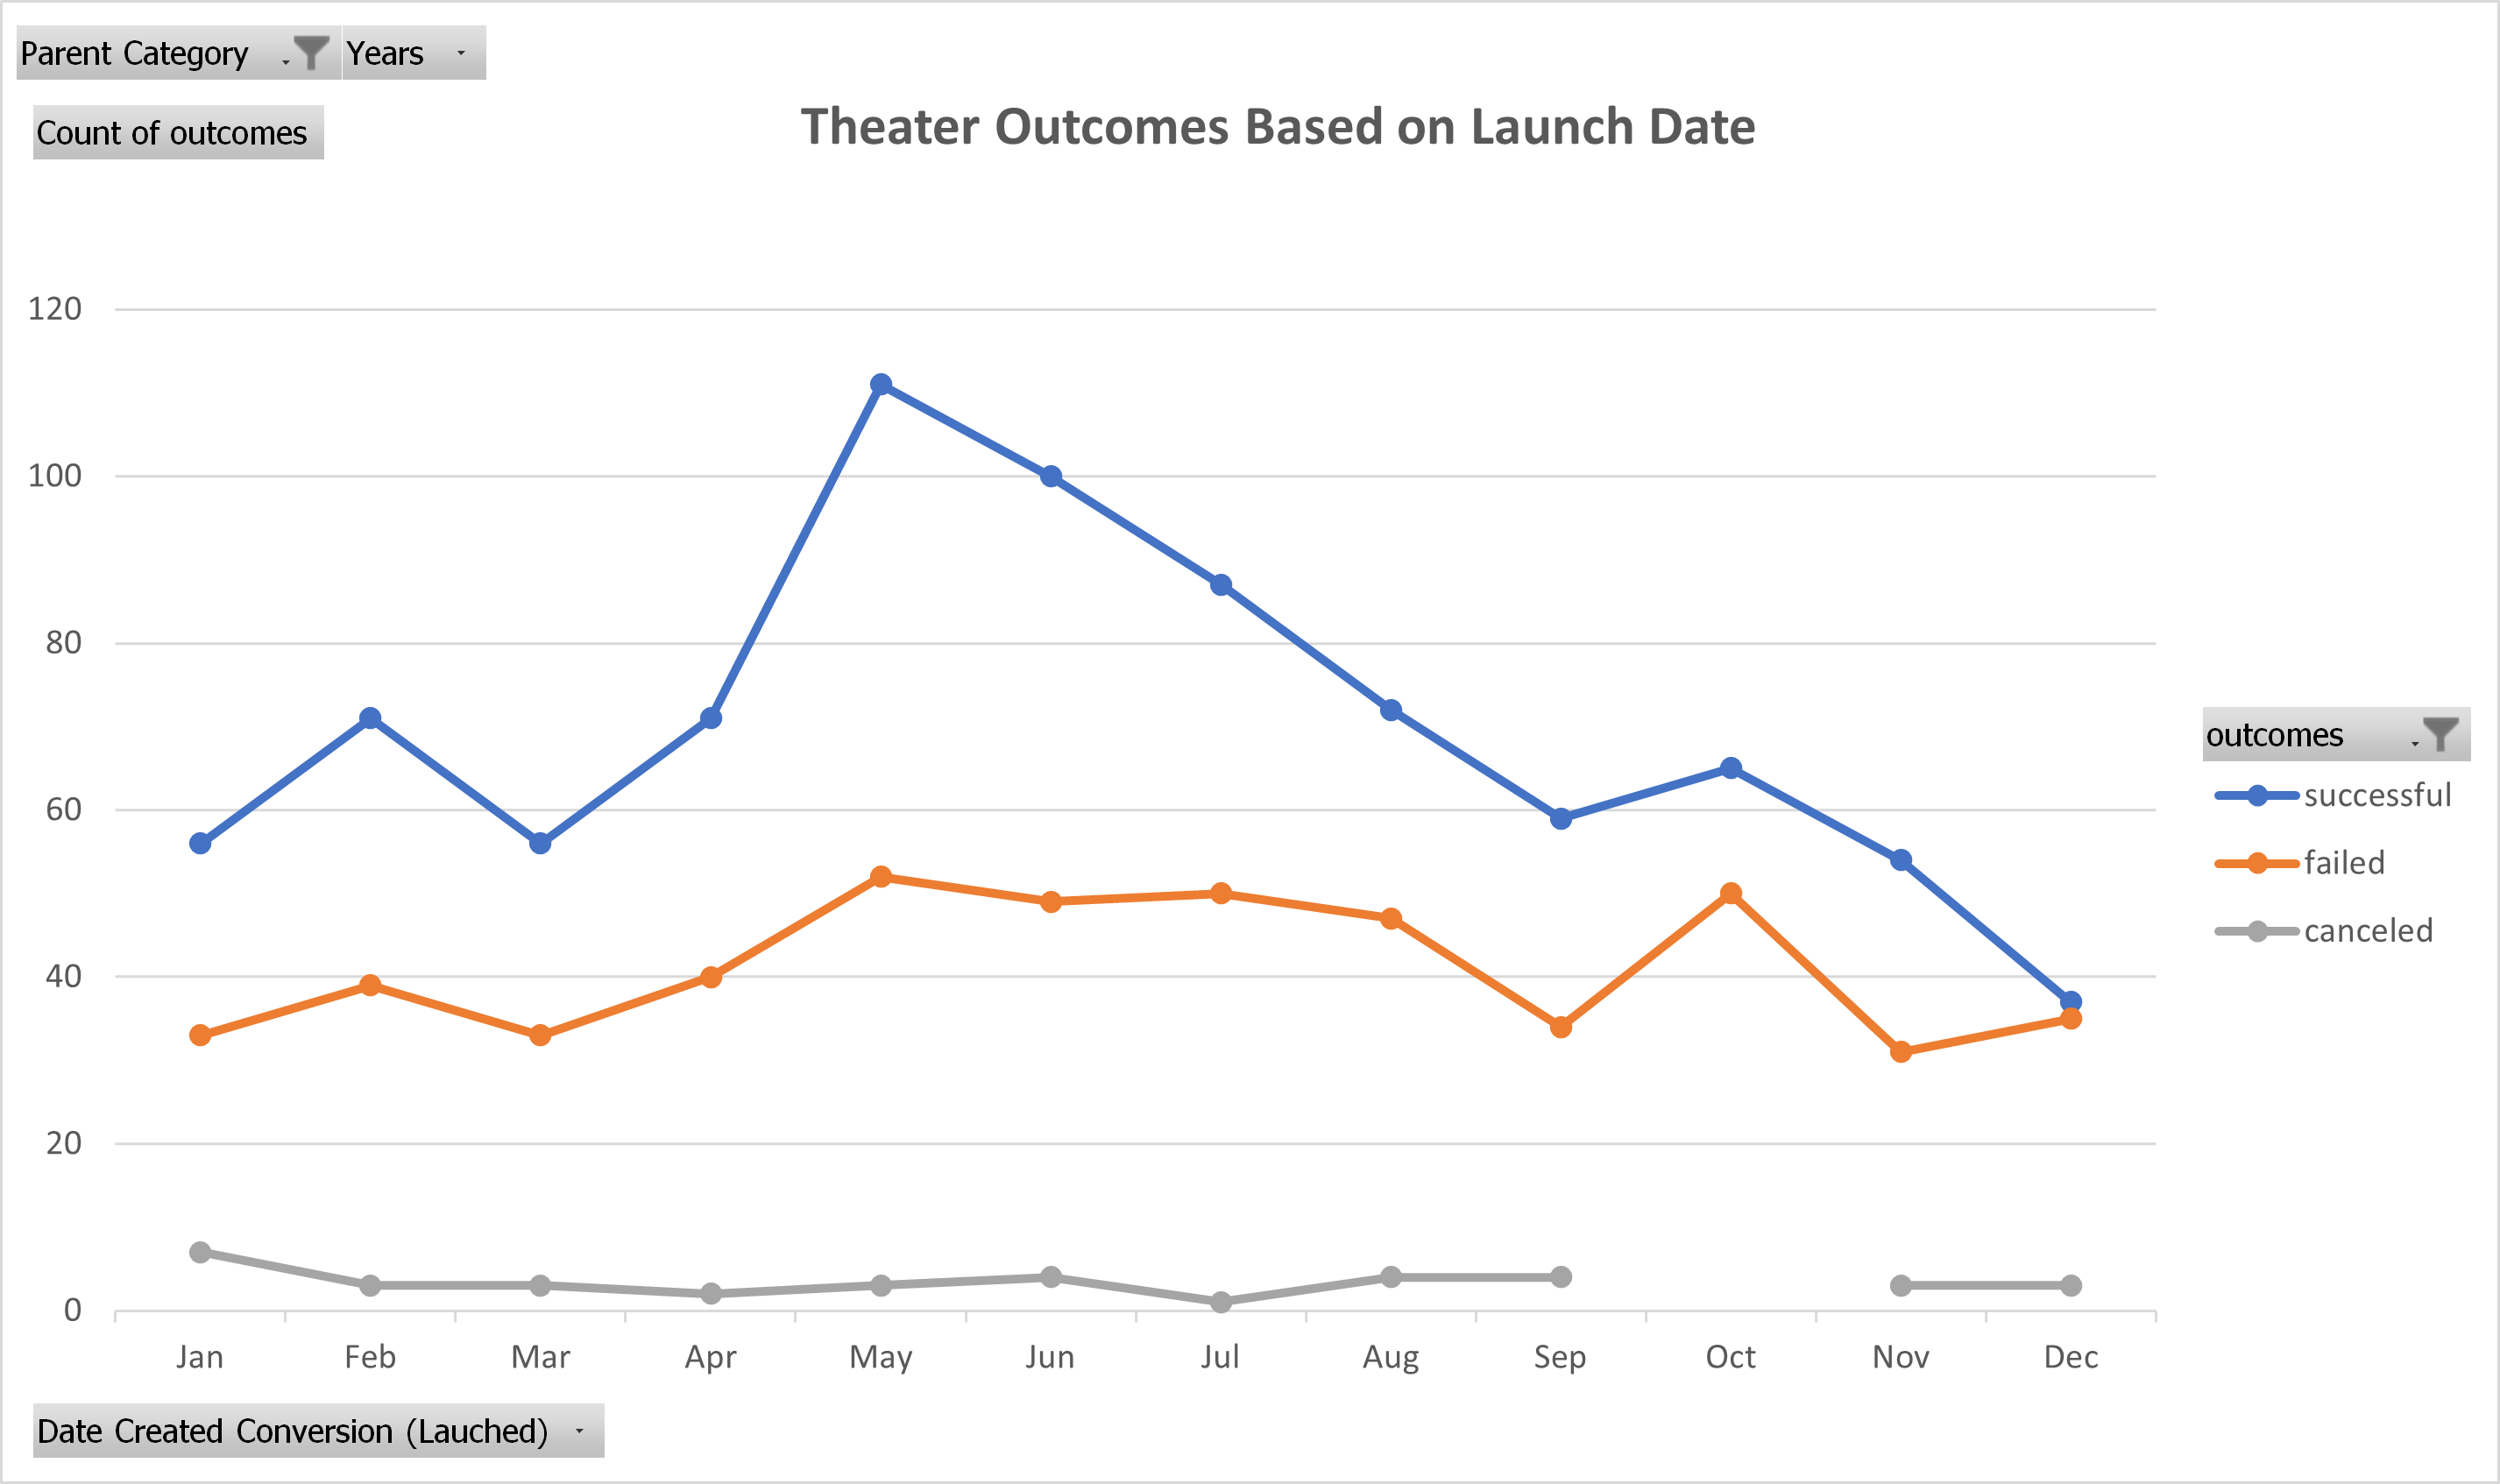 Parent Category Years
Count of outcomes
Theater Outcomes Based on Launch Date
120
100
80
60
40
20
0
Jan Feb Mar Apr May Jun Jul Aug Sep Oct Nov Dec
outcomes
successful
failed
canceled
Date Created Conversion (Lauched)